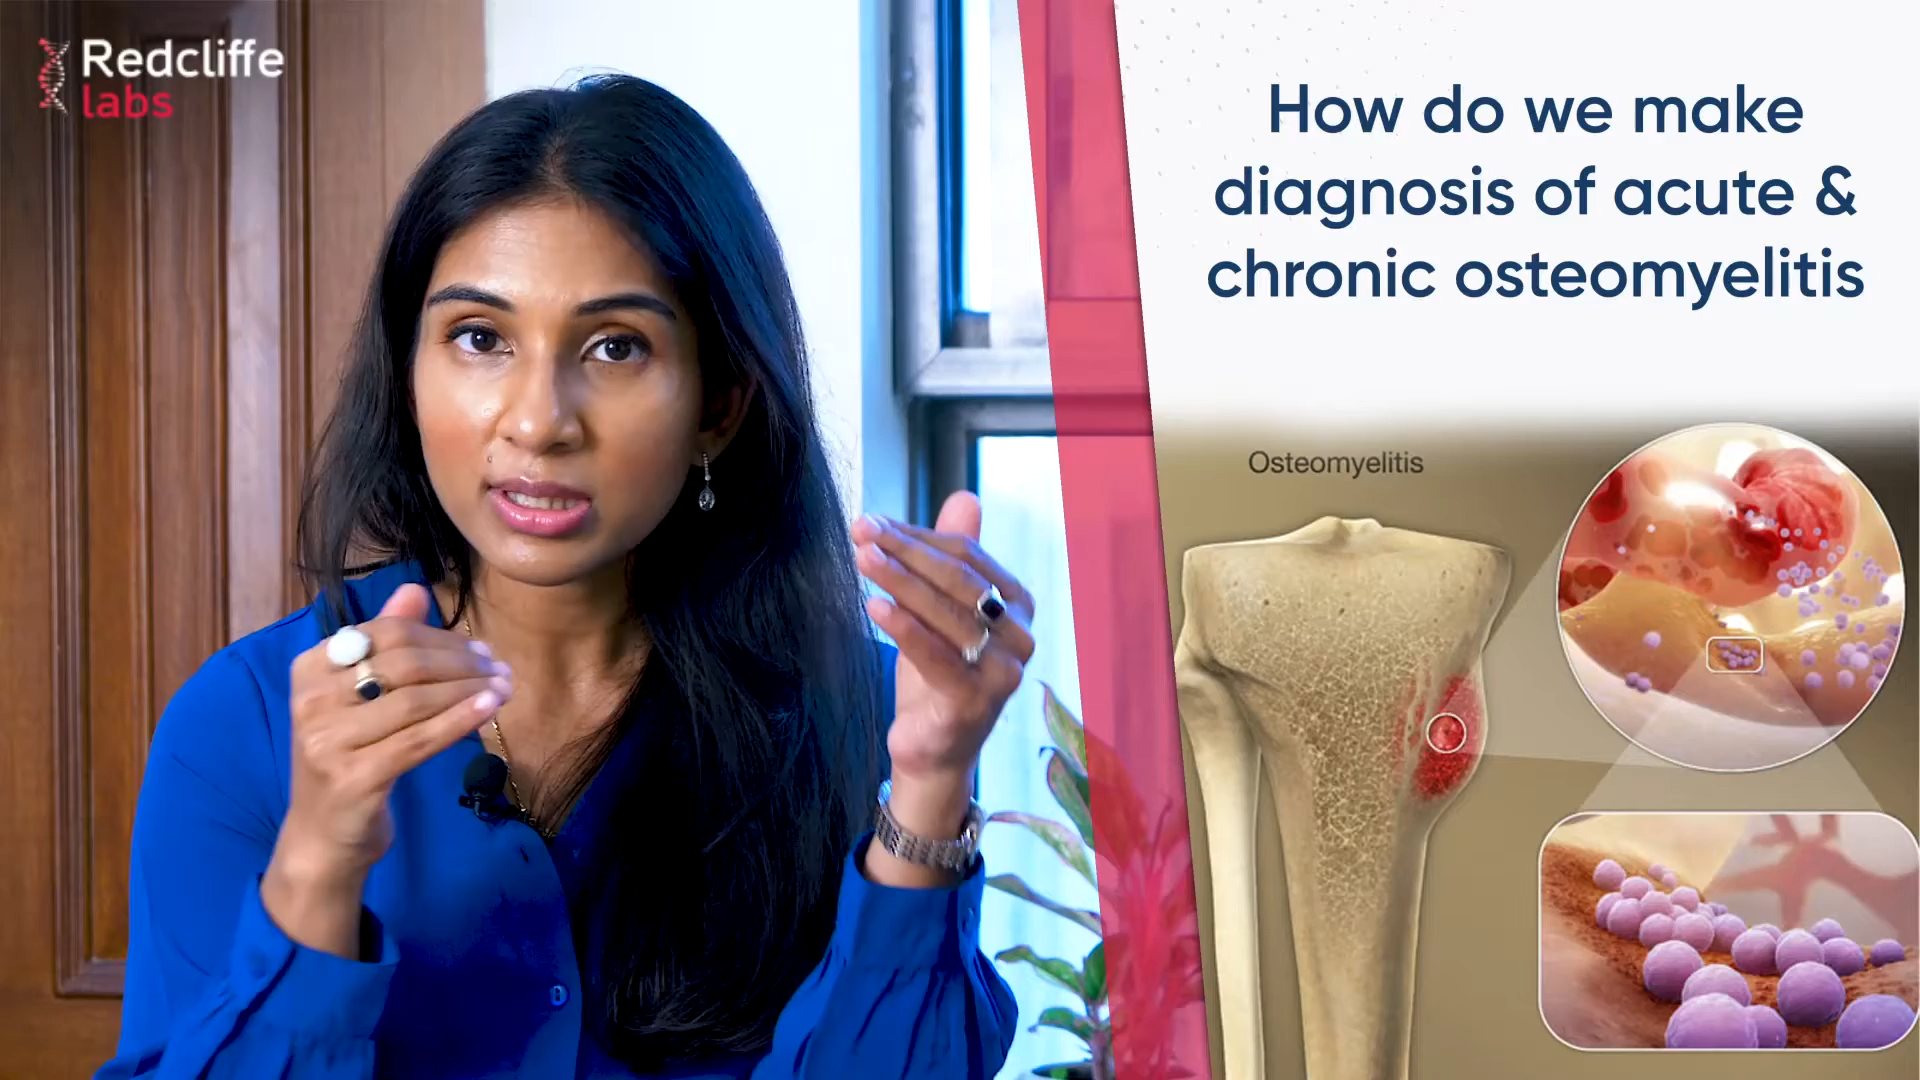 Redcliffe
labs
How do we make
diagnosis of acute &
chronic osteomyelitis
Osteomyelitis